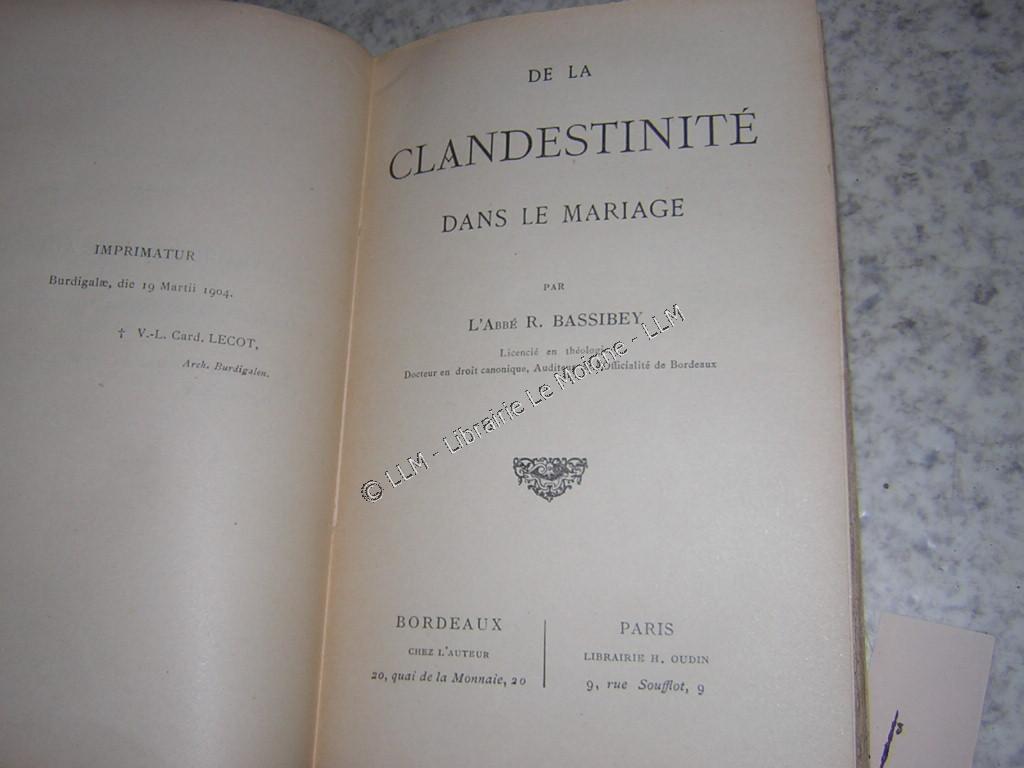 IMPRIMATUR
Burdigalæ, die 19 Martii 1904.
† V.-L. Card. LECOT,
Arch. Burdigalen.
DE LA
CLANDESTINITÉ
DANS LE MARIAGE
PAR
L'Abbé R. BASSIBEY
Licencié en théologie
Docteur en droit canonique, Auditeur Officialité de Bordeaux
© LLM - Librairie Le Moigne - LLM
BORDEAUX
CHEZ L'AUTEUR
20, quai de la Monnaie, 20
PARIS
LIBRAIRIE H. OUDIN
9, rue Soufflot, 9